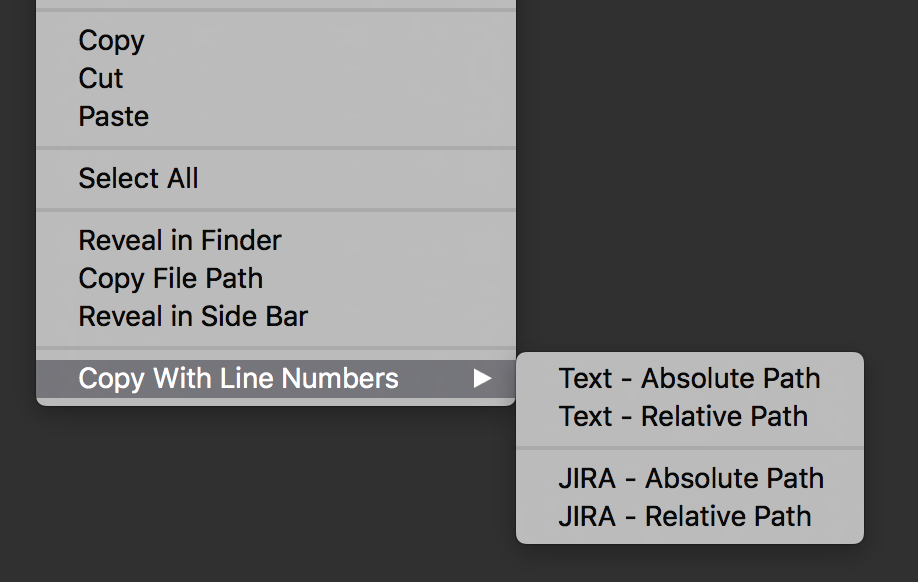 Copy
Cut
Paste
Select All
Reveal in Finder
Copy File Path
Reveal in Side Bar
Copy With Line Numbers
Text - Absolute Path
Text - Relative Path
JIRA - Absolute Path
JIRA - Relative Path